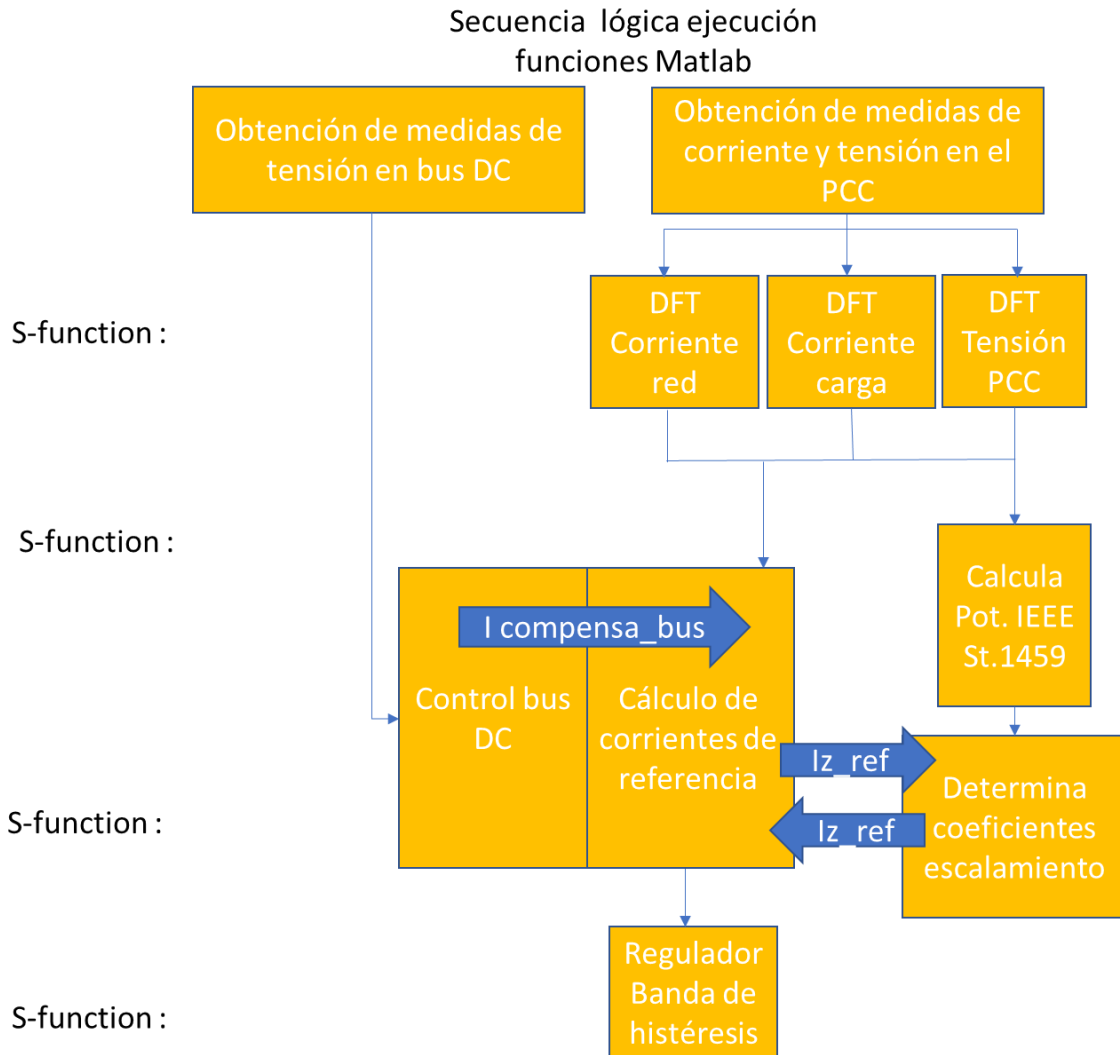 Secuencia lógica ejecución
funciones Matlab
Obtención de medidas de
tensión en bus DC
Obtención de medidas de
corriente y tensión en el
PCC
S-function :
DFT
Corriente
red
DFT
Corriente
carga
DFT
Tensión
PCC
S-function :
Calcula
Pot. IEEE
St.1459
I compensa_bus
Control bus
DC
Cálculo de
corrientes de
referencia
Iz_ref
Iz_ref
S-function :
Determina
coeficientes
escalamiento
S-function :
Regulador
Banda de
histéresis